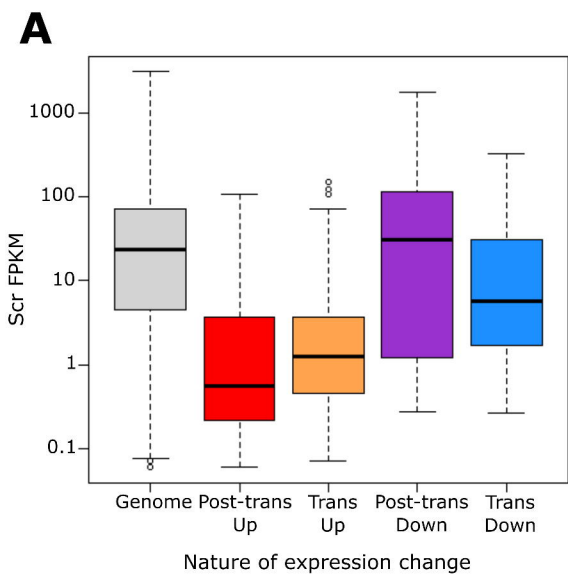 A
1000
100
10
1
0.1
Scr FPKM
Genome Post-trans Trans Post-trans Trans
Up Up Down Down
Nature of expression change